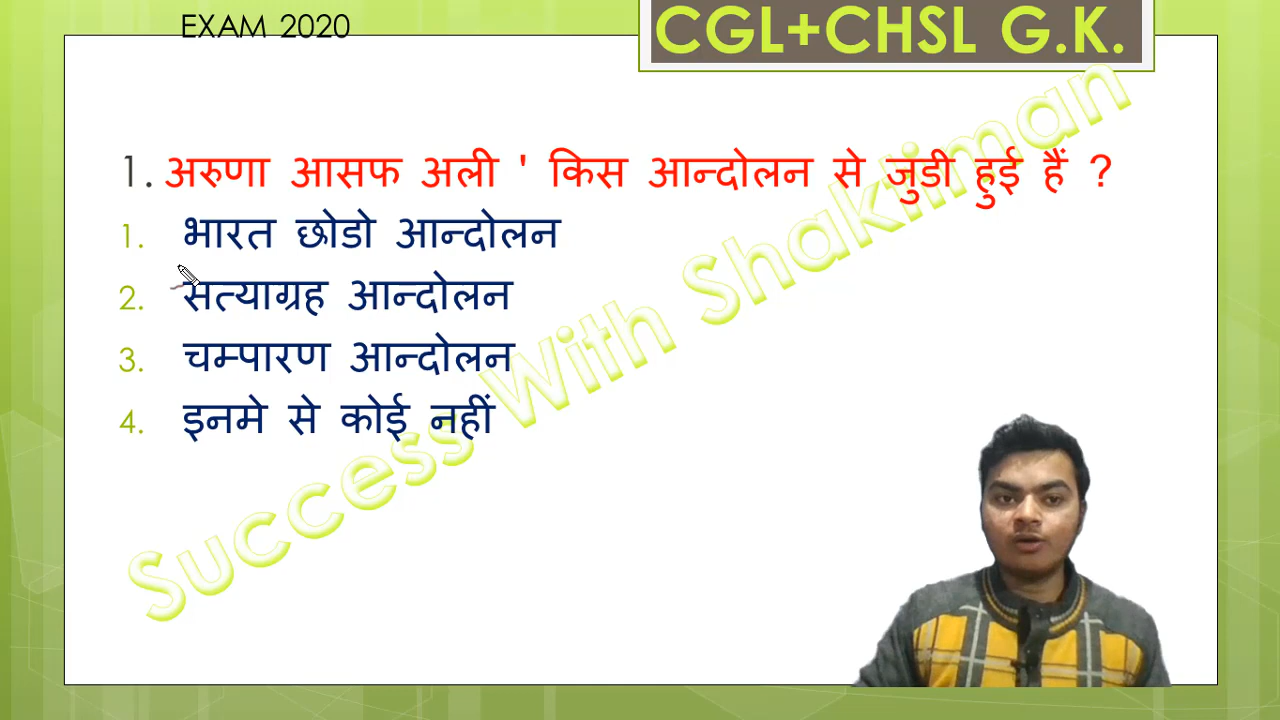 EXAM 2020
CGL+CHSL G.K.
1. अरुणा आसफ अली ' किस आन्दोलन से जुडी हुई हैं ?
1. भारत छोडो आन्दोलन
2. सत्याग्रह आन्दोलन
3. चम्पारण आन्दोलन
4. इनमे से कोई नहीं
Success With Shaktiman